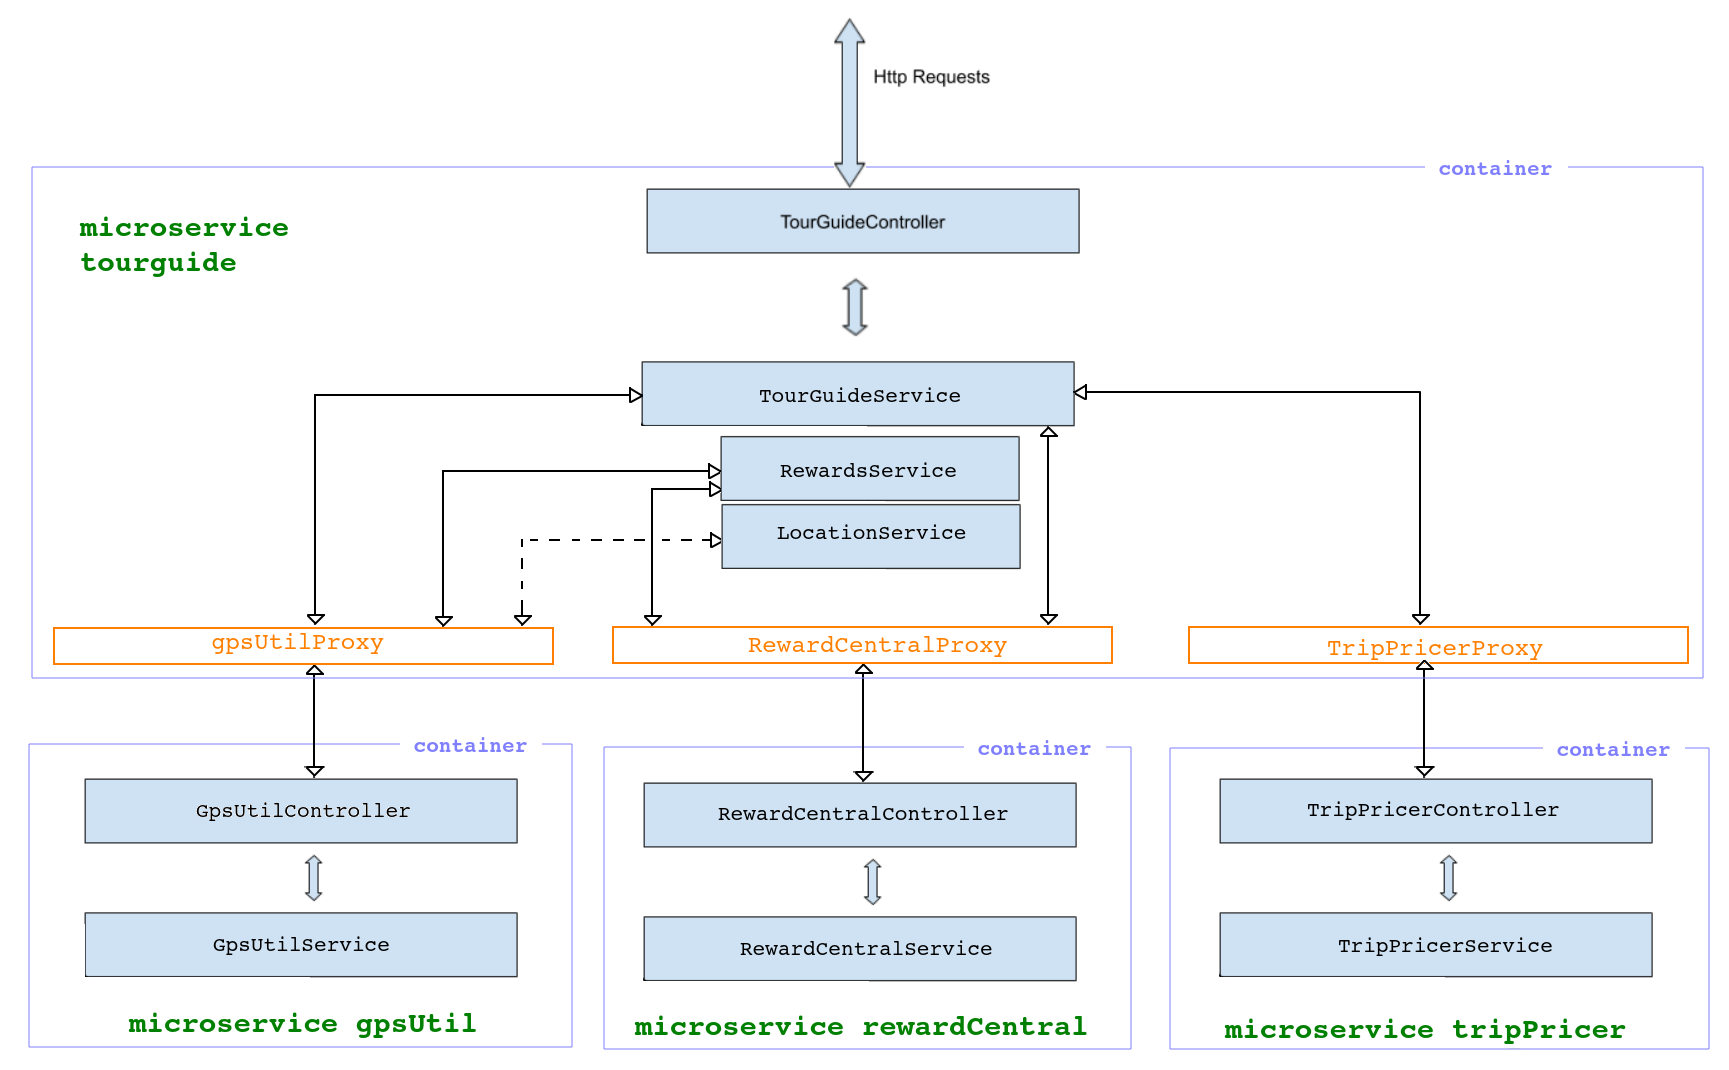 Http Requests
container
microservice
tourguide
TourGuideController
TourGuideService
RewardsService
LocationService
gpsUtilProxy
RewardCentralProxy
TripPricerProxy
container
container
container
GpsUtilController
RewardCentralController
TripPricerController
GpsUtilService
RewardCentralService
TripPricerService
microservice gpsUtil
microservice rewardCentral
microservice tripPricer